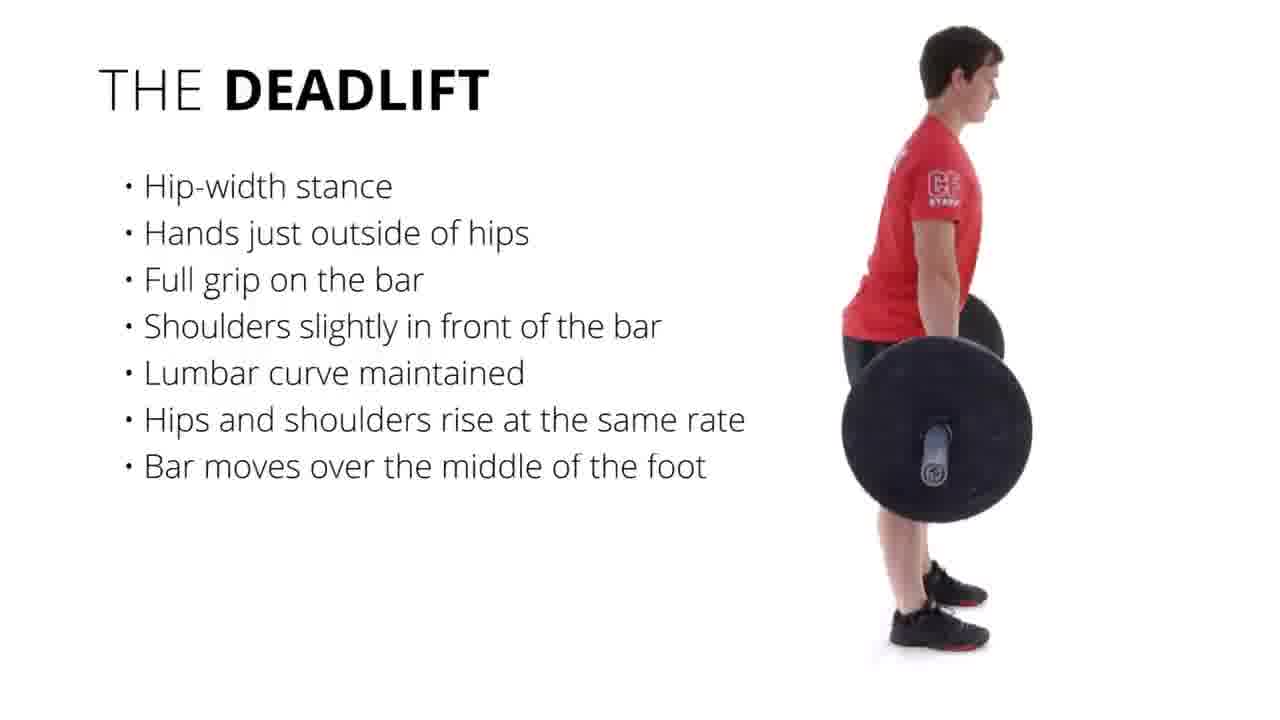 THE DEADLIFT
• Hip-width stance
• Hands just outside of hips
• Full grip on the bar
• Shoulders slightly in front of the bar
• Lumbar curve maintained
• Hips and shoulders rise at the same rate
• Bar moves over the middle of the foot
CF
STAFF